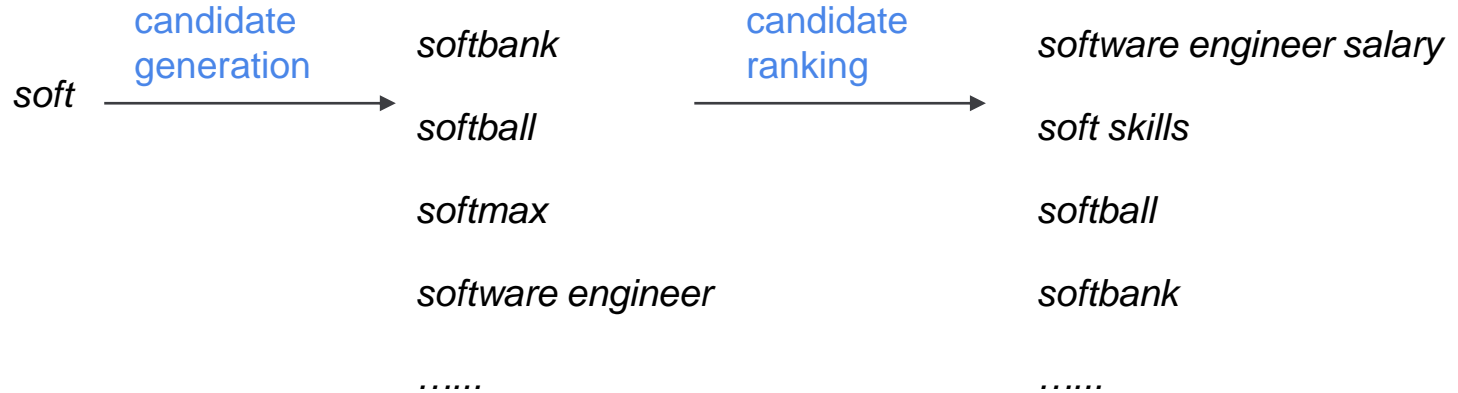 soft
candidate
generation
softbank
softball
softmax
software engineer
…...
candidate
ranking
software engineer salary
soft skills
softball
softbank
…...